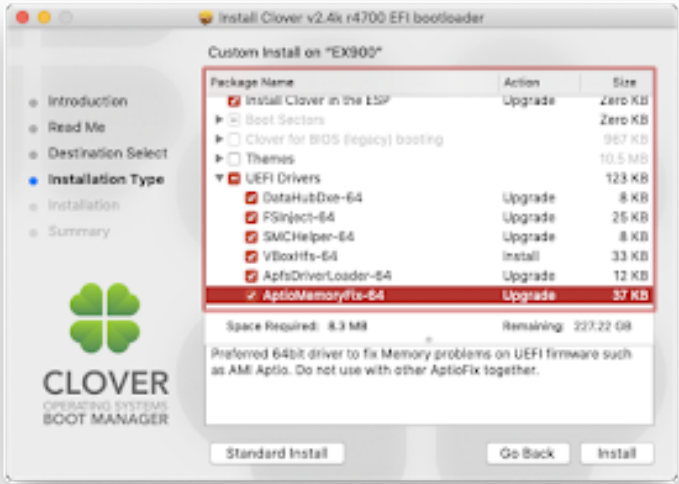 Install Clover v2.4k r4700 EFI bootloader
Custom Install on "EX900"
Introduction
Read Me
Destination Select
Installation Type
Installation
Summary
Package Name Action Size
Install Clover in the ESP Upgrade Zero KB
Boot Sectors Zero KB
Clover for BIOS (legacy) booting 967 KB
Themes 10.5 MB
UEFI Drivers 123 KB
DataHubDxe-64 Upgrade 8 KB
FSInject-64 Upgrade 25 KB
SMCHelper-64 Upgrade 8 KB
VBoxHfs-64 Install 33 KB
ApfsDriverLoader-64 Upgrade 12 KB
AptioMemoryFix-64 Upgrade 37 KB
Space Required: 8.3 MB Remaining: 227.22 GB
Preferred 64bit driver to fix Memory problems on UEFI firmware such
as AMI Aptio. Do not use with other AptioFix together.
CLOVER
OPERATING SYSTEMS
BOOT MANAGER
Standard Install Go Back Install